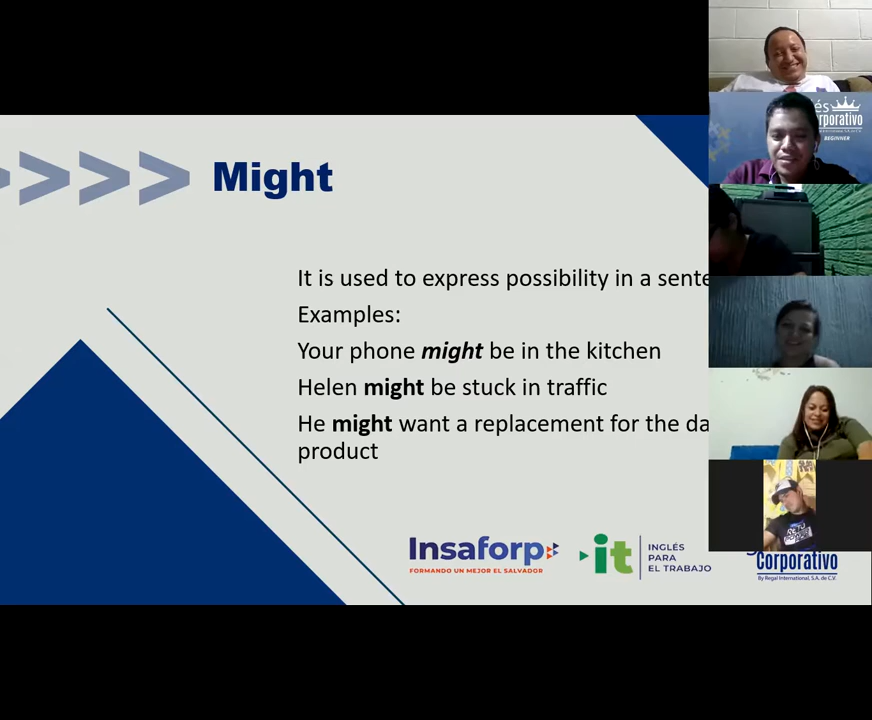 Might
It is used to express possibility in a
Examples:
Your phone might be in the kitchen
Helen might be stuck in traffic
He might want a replacement for the
product
Insaforp
FORMANDO UN MEJOR EL SALVADOR
it
INGLÉS
PARA
EL TRABAJO
Corporativo
By Regal International, S.A. de C.V.
BEGINNER